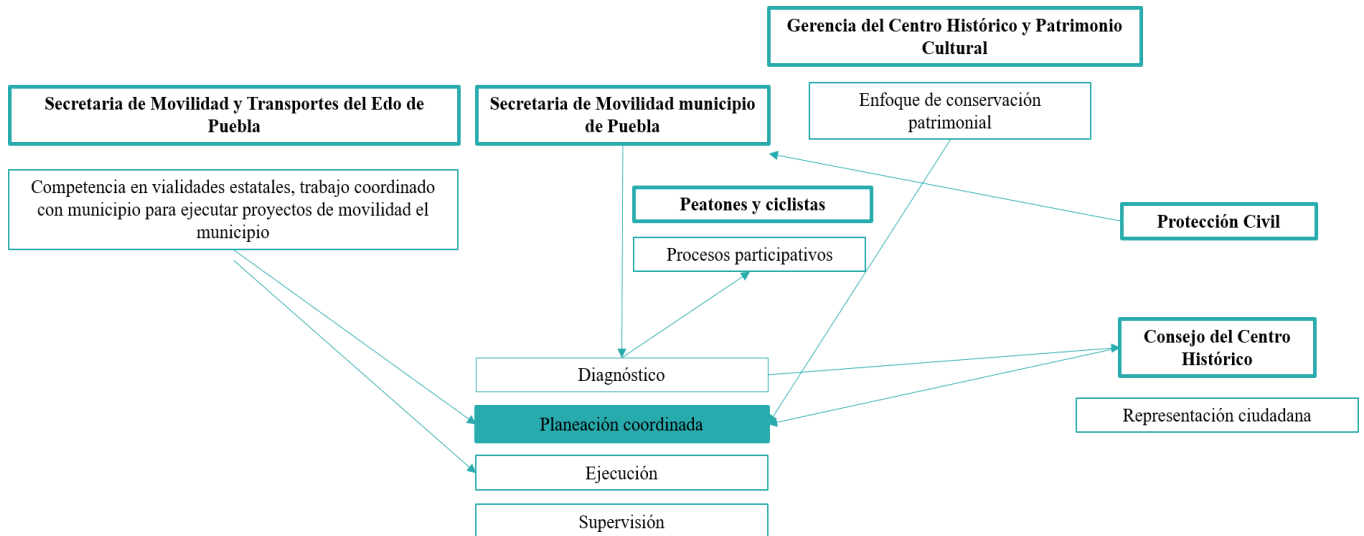 Gerencia del Centro Histórico y Patrimonio
Cultural
Secretaria de Movilidad y Transportes del Edo de
Puebla
Secretaria de Movilidad municipio
de Puebla
Enfoque de conservación
patrimonial
Competencia en vialidades estatales, trabajo coordinado
con municipio para ejecutar proyectos de movilidad el
municipio
Peatones y ciclistas
Procesos participativos
Protección Civil
Consejo del Centro
Histórico
Representación ciudadana
Diagnóstico
Planeación coordinada
Ejecución
Supervisión